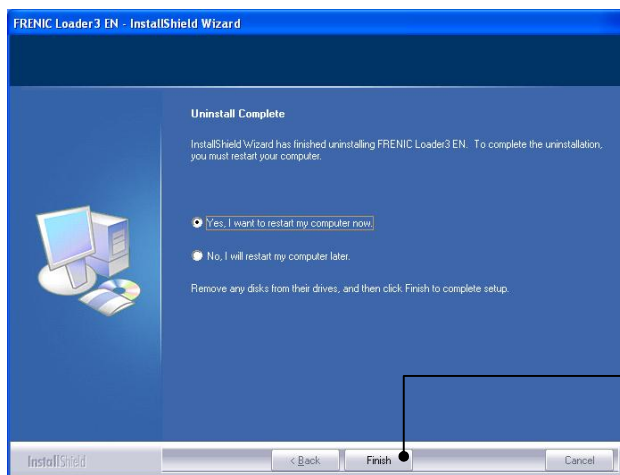 FRENIC Loader3 EN - InstallShield Wizard
Uninstall Complete
InstallShield Wizard has finished uninstalling FRENIC Loader3 EN. To complete the uninstallation,
you must restart your computer.
Yes, I want to restart my computer now.
No, I will restart my computer later.
Remove any disks from their drives, and then click Finish to complete setup.
InstallShield
< Back
Finish
Cancel